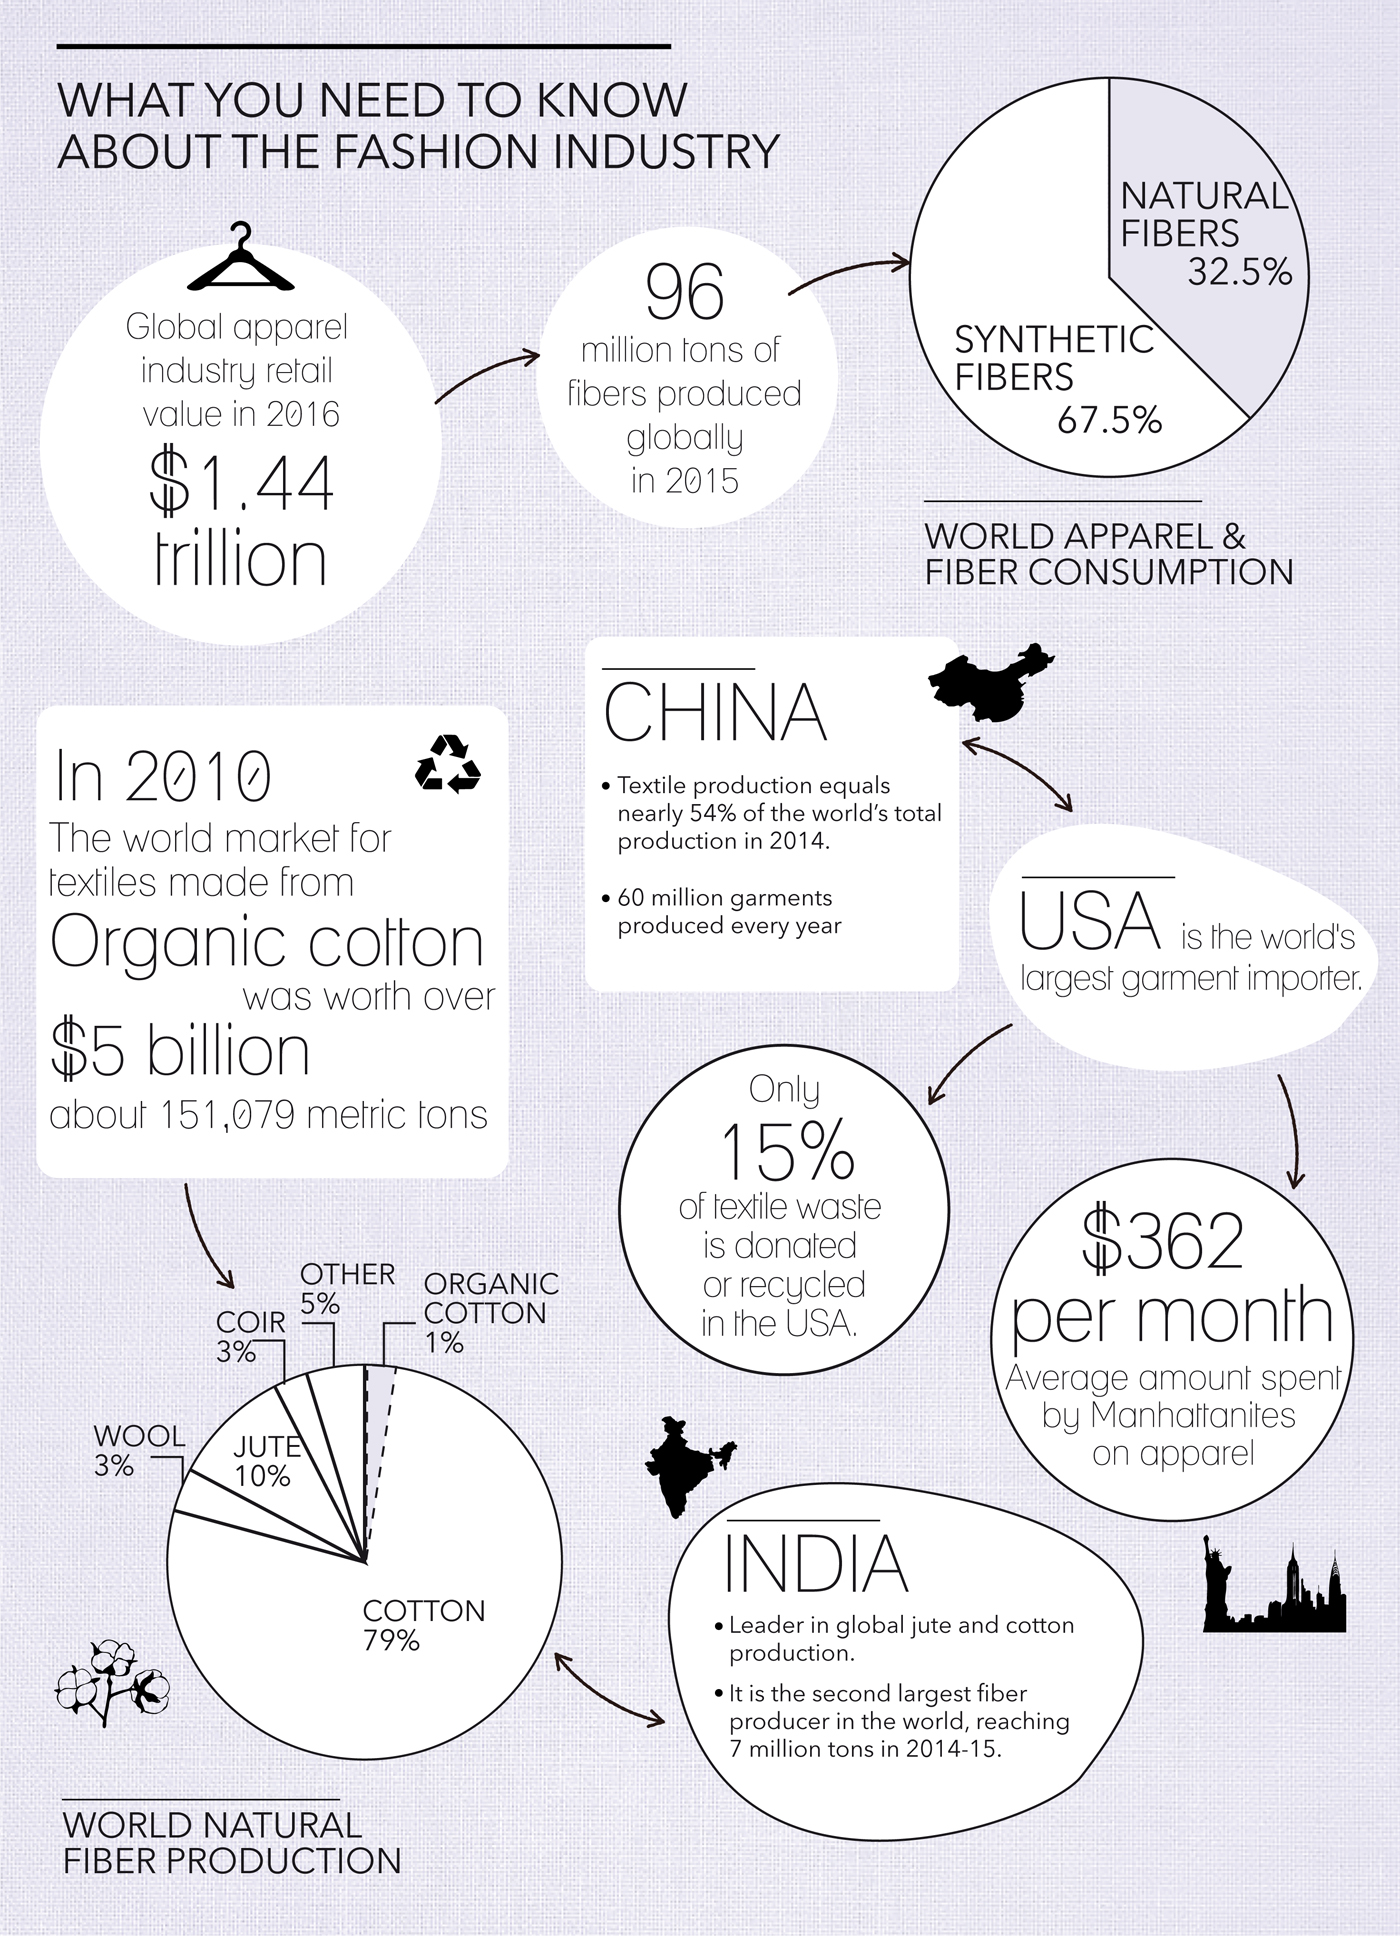 WHAT YOU NEED TO KNOW
ABOUT THE FASHION INDUSTRY
Global apparel
industry retail
value in 2016
$1.44
trillion
96
million tons of
fibers produced
globally
in 2015
NATURAL
FIBERS
32.5%
SYNTHETIC
FIBERS
67.5%
WORLD APPAREL &
FIBER CONSUMPTION
CHINA
• Textile production equals
nearly 54% of the world's total
production in 2014.
• 60 million garments
produced every year
In 2010
The world market for
textiles made from
Organic cotton
was worth over
$5 billion
about 151,079 metric tons
USA is the world's
largest garment importer.
Only
15%
of textile waste
is donated
or recycled
in the USA.
$362
per month
Average amount spent
by Manhattanites
on apparel
OTHER
5%
ORGANIC
COTTON
1%
COIR
3%
WOOL
3%
JUTE
10%
COTTON
79%
INDIA
• Leader in global jute and cotton
production.
• It is the second largest fiber
producer in the world, reaching
7 million tons in 2014-15.
WORLD NATURAL
FIBER PRODUCTION